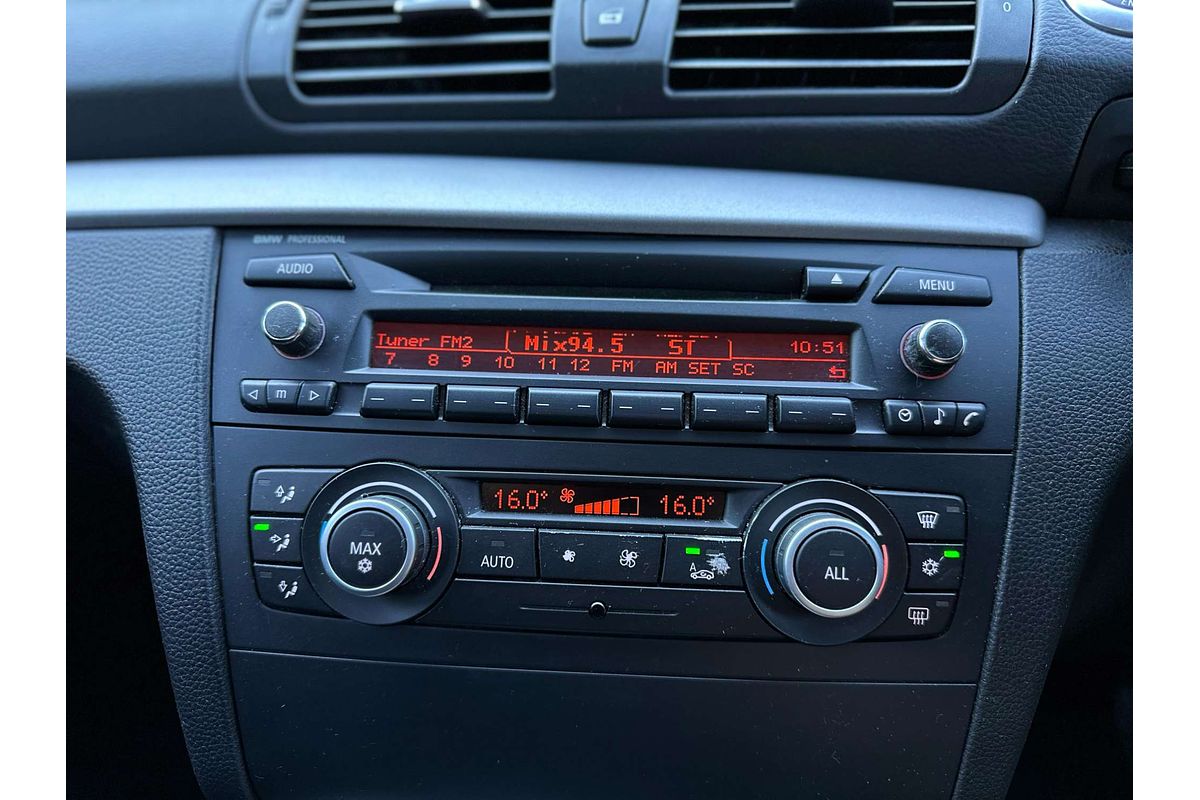 0
BMW PROFESSIONAL
AUDIO
MENU
Tuner FM2 Mix94.5 ST 10:51
7 8 9 10 11 12 FM AM SET SC
m
16.0° 16.0°
MAX
AUTO
A
ALL